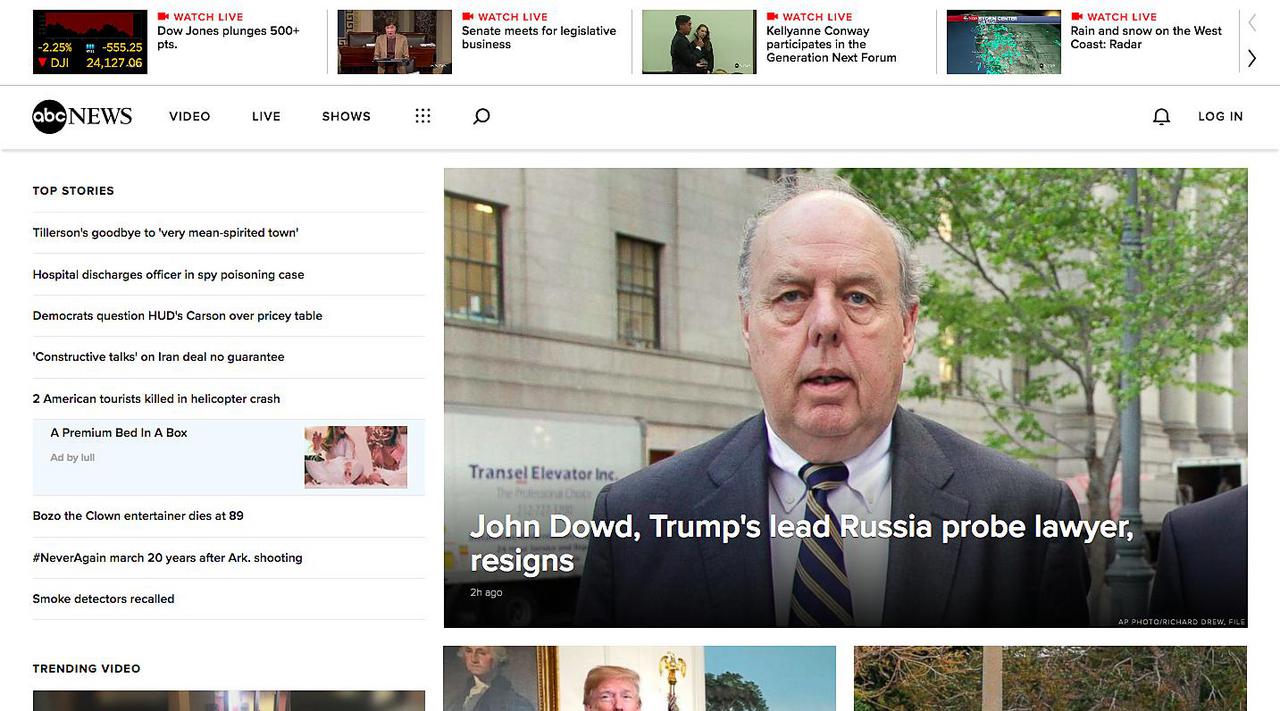 WATCH LIVE
Dow Jones plunges 500+
pts.
-2.25% -555.25
DJI 24,127.06
WATCH LIVE
Senate meets for legislative
business
WATCH LIVE
Kellyanne Conway
participates in the
Generation Next Forum
STORM CENTER
WATCH LIVE
Rain and snow on the West
Coast: Radar
abc NEWS
VIDEO
LIVE
SHOWS
LOG IN
TOP STORIES
Tillerson's goodbye to 'very mean-spirited town'
Hospital discharges officer in spy poisoning case
Democrats question HUD's Carson over pricey table
'Constructive talks' on Iran deal no guarantee
2 American tourists killed in helicopter crash
A Premium Bed In A Box
Ad by lull
Bozo the Clown entertainer dies at 89
#NeverAgain march 20 years after Ark. shooting
Smoke detectors recalled
TRENDING VIDEO
Transel Elevator Inc.
The Professional Choice
John Dowd, Trump's lead Russia probe lawyer,
resigns
2h ago
AP PHOTO/RICHARD DREW, FILE